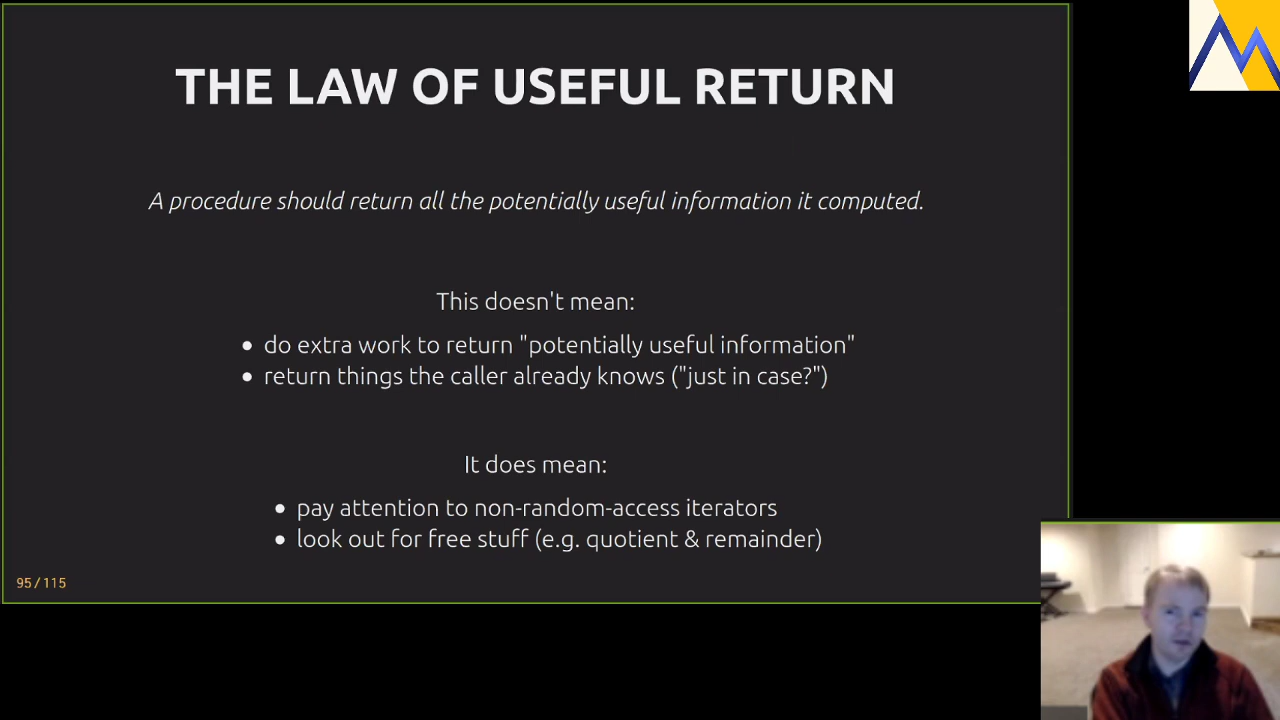 THE LAW OF USEFUL RETURN
A procedure should return all the potentially useful information it computed.
This doesn't mean:
• do extra work to return "potentially useful information"
• return things the caller already knows ("just in case?")
It does mean:
• pay attention to non-random-access iterators
• look out for free stuff (e.g. quotient & remainder)
95 / 115